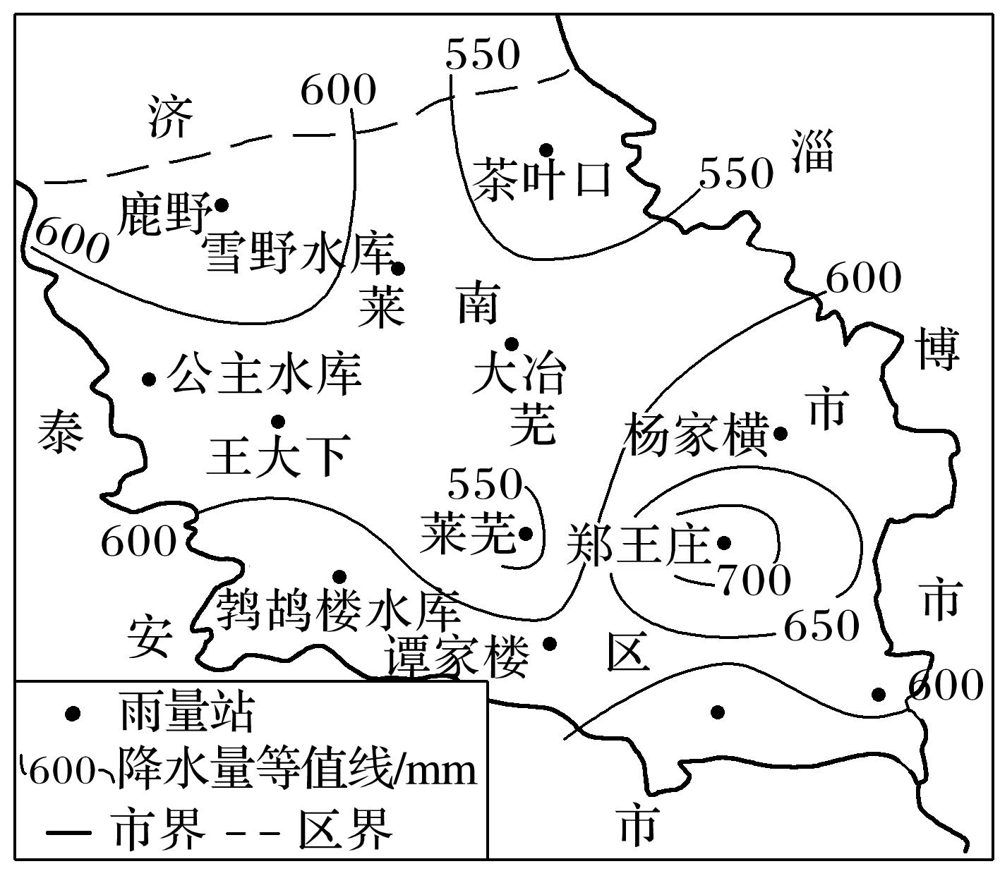 550
600
济
淄
茶叶口
550
鹿野
600
雪野水库
600
莱
南
博
公主水库
大冶
芜
市
泰
杨家横
王大下
550
莱芜
郑王庄
600
700
市
鹁鸪楼水库
650
安
谭家楼
区
600
雨量站
600 降水量等值线/mm
市界 区界
市